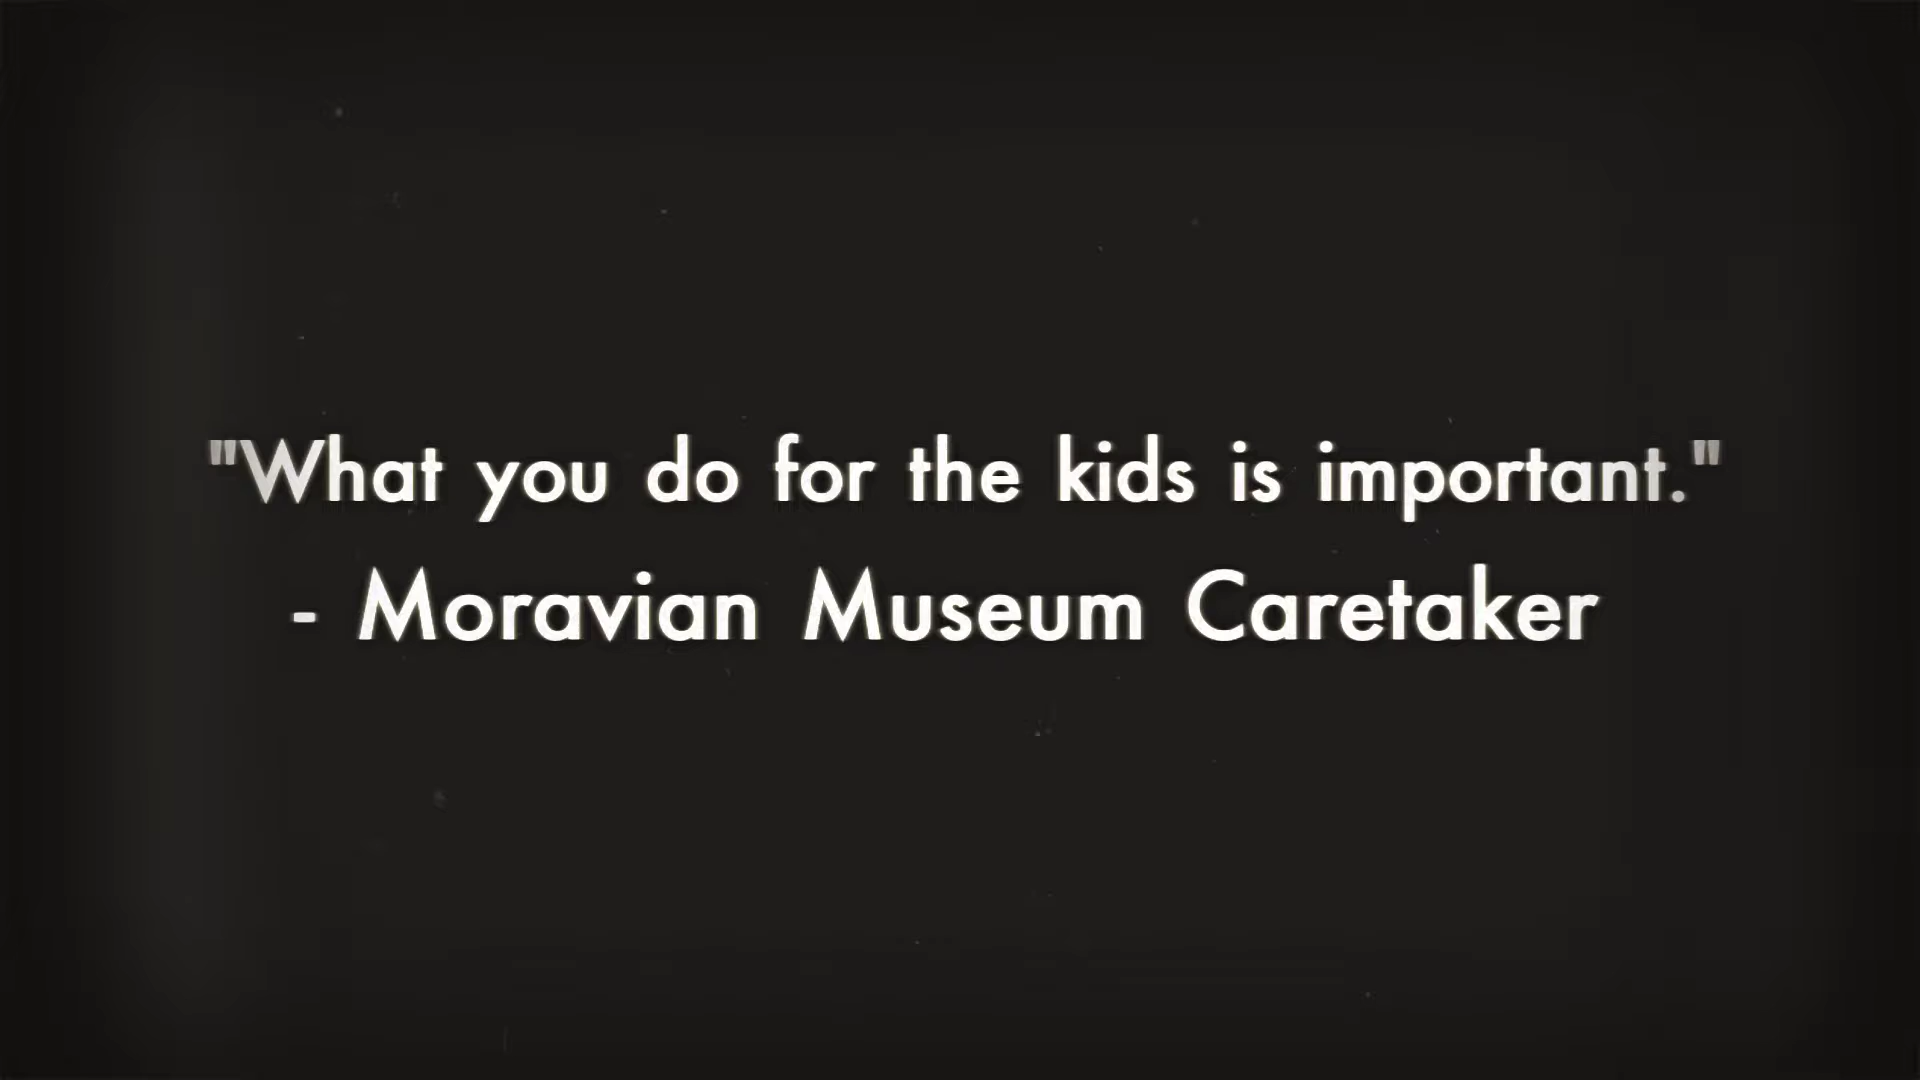 "What you do for the kids is important."
- Moravian Museum Caretaker